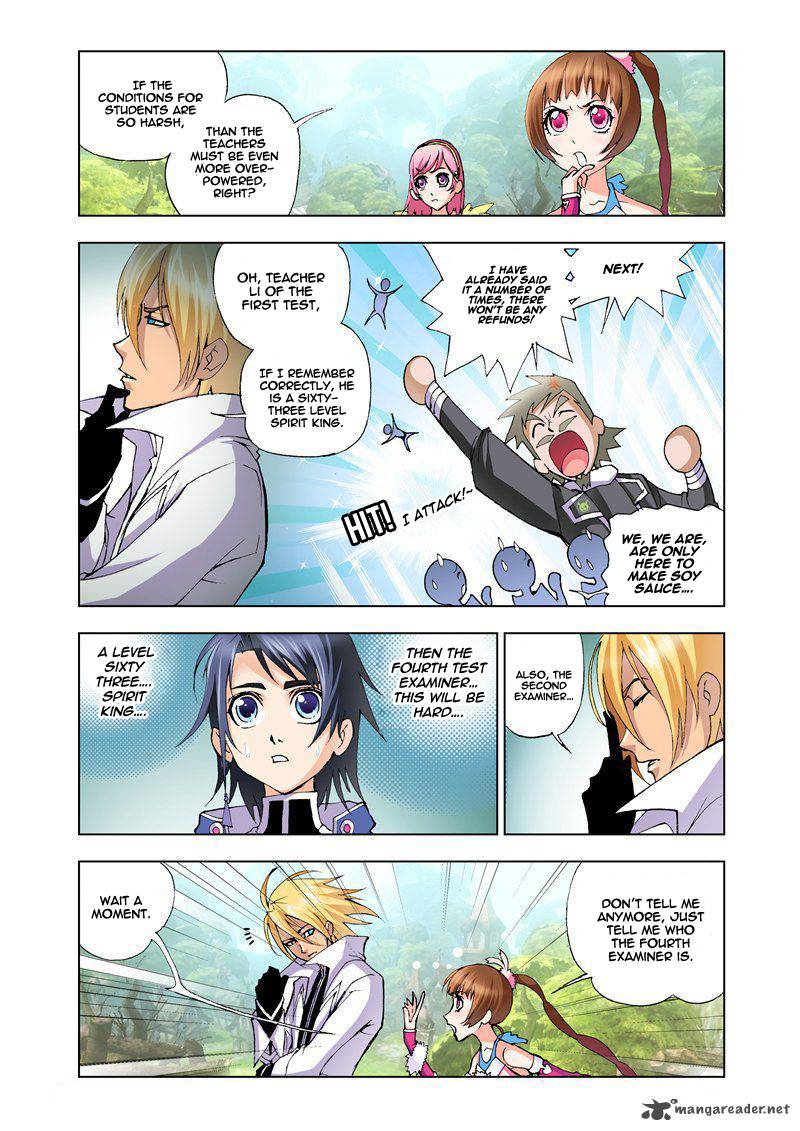 IF THE
CONDITIONS FOR
STUDENTS ARE
SO HARSH,
THAN THE
TEACHERS
MUST BE EVEN
MORE OVER-
POWERED,
RIGHT?
OH, TEACHER
LI OF THE
FIRST TEST,
IF I REMEMBER
CORRECTLY, HE
IS A SIXTY-
THREE LEVEL
SPIRIT KING.
I HAVE
ALREADY SAID
IT A NUMBER OF
TIMES, THERE
WON'T BE ANY
REFUNDS!
NEXT!
HIT!
I ATTACK!~
WE, WE ARE,
ARE ONLY
HERE TO
MAKE SOY
SAUCE....
A LEVEL
SIXTY
THREE....
SPIRIT
KING....
THEN THE
FOURTH TEST
EXAMINER...
THIS WILL BE
HARD....
ALSO, THE
SECOND
EXAMINER...
WAIT A
MOMENT.
DON'T TELL ME
ANYMORE, JUST
TELL ME WHO
THE FOURTH
EXAMINER IS.
mangareader.net